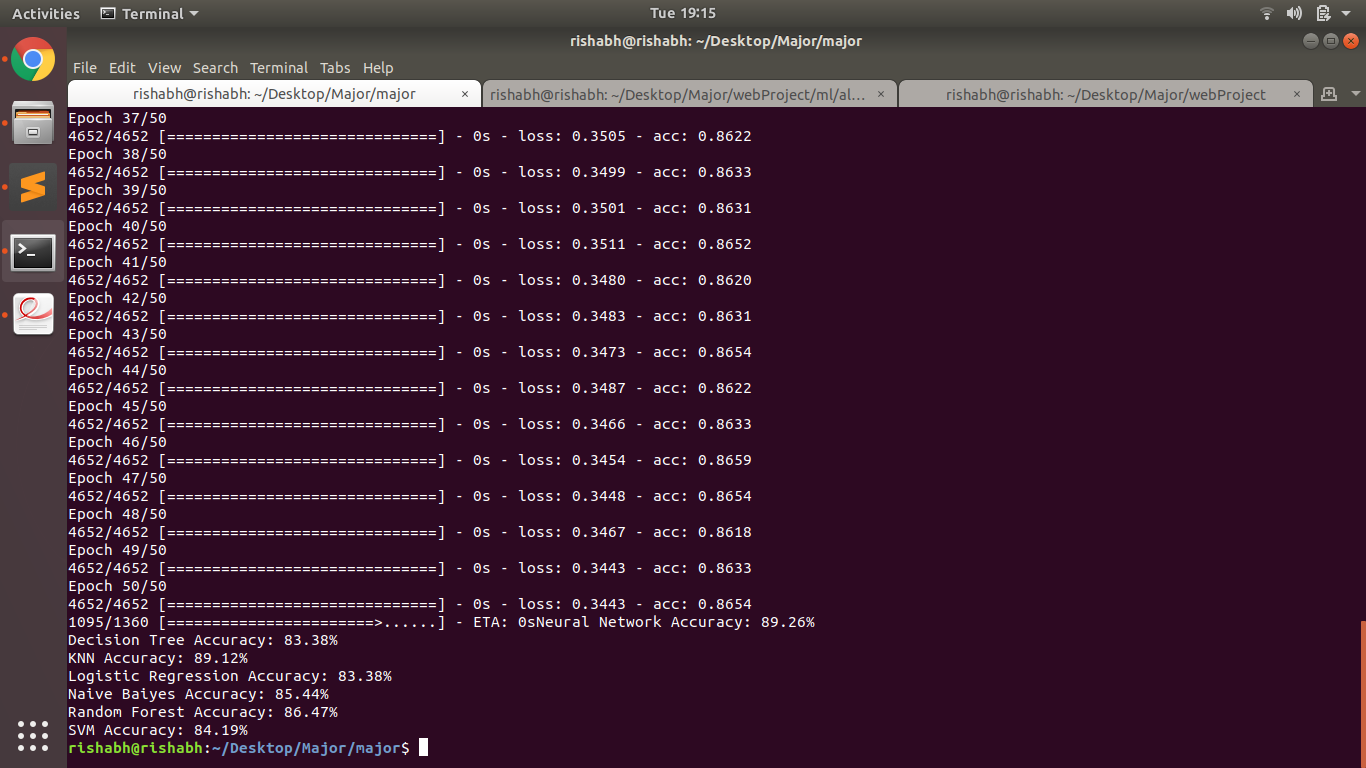 Activities Terminal Tue 19:15
rishabh@rishabh: ~/Desktop/Major/major
File Edit View Search Terminal Tabs Help
rishabh@rishabh: ~/Desktop/Major/major × rishabh@rishabh: ~/Desktop/Major/webProject/ml/al... × rishabh@rishabh: ~/Desktop/Major/webProject ×
Epoch 37/50
4652/4652 [==============================] - 0s - loss: 0.3505 - acc: 0.8622
Epoch 38/50
4652/4652 [==============================] - 0s - loss: 0.3499 - acc: 0.8633
Epoch 39/50
4652/4652 [==============================] - 0s - loss: 0.3501 - acc: 0.8631
Epoch 40/50
4652/4652 [==============================] - 0s - loss: 0.3511 - acc: 0.8652
Epoch 41/50
4652/4652 [==============================] - 0s - loss: 0.3480 - acc: 0.8620
Epoch 42/50
4652/4652 [==============================] - 0s - loss: 0.3483 - acc: 0.8631
Epoch 43/50
4652/4652 [==============================] - 0s - loss: 0.3473 - acc: 0.8654
Epoch 44/50
4652/4652 [==============================] - 0s - loss: 0.3487 - acc: 0.8622
Epoch 45/50
4652/4652 [==============================] - 0s - loss: 0.3466 - acc: 0.8633
Epoch 46/50
4652/4652 [==============================] - 0s - loss: 0.3454 - acc: 0.8659
Epoch 47/50
4652/4652 [==============================] - 0s - loss: 0.3448 - acc: 0.8654
Epoch 48/50
4652/4652 [==============================] - 0s - loss: 0.3467 - acc: 0.8618
Epoch 49/50
4652/4652 [==============================] - 0s - loss: 0.3443 - acc: 0.8633
Epoch 50/50
4652/4652 [==============================] - 0s - loss: 0.3443 - acc: 0.8654
1095/1360 [=======================>......] - ETA: 0sNeural Network Accuracy: 89.26%
Decision Tree Accuracy: 83.38%
KNN Accuracy: 89.12%
Logistic Regression Accuracy: 83.38%
Naive Baiyes Accuracy: 85.44%
Random Forest Accuracy: 86.47%
SVM Accuracy: 84.19%
rishabh@rishabh:~/Desktop/Major/major$